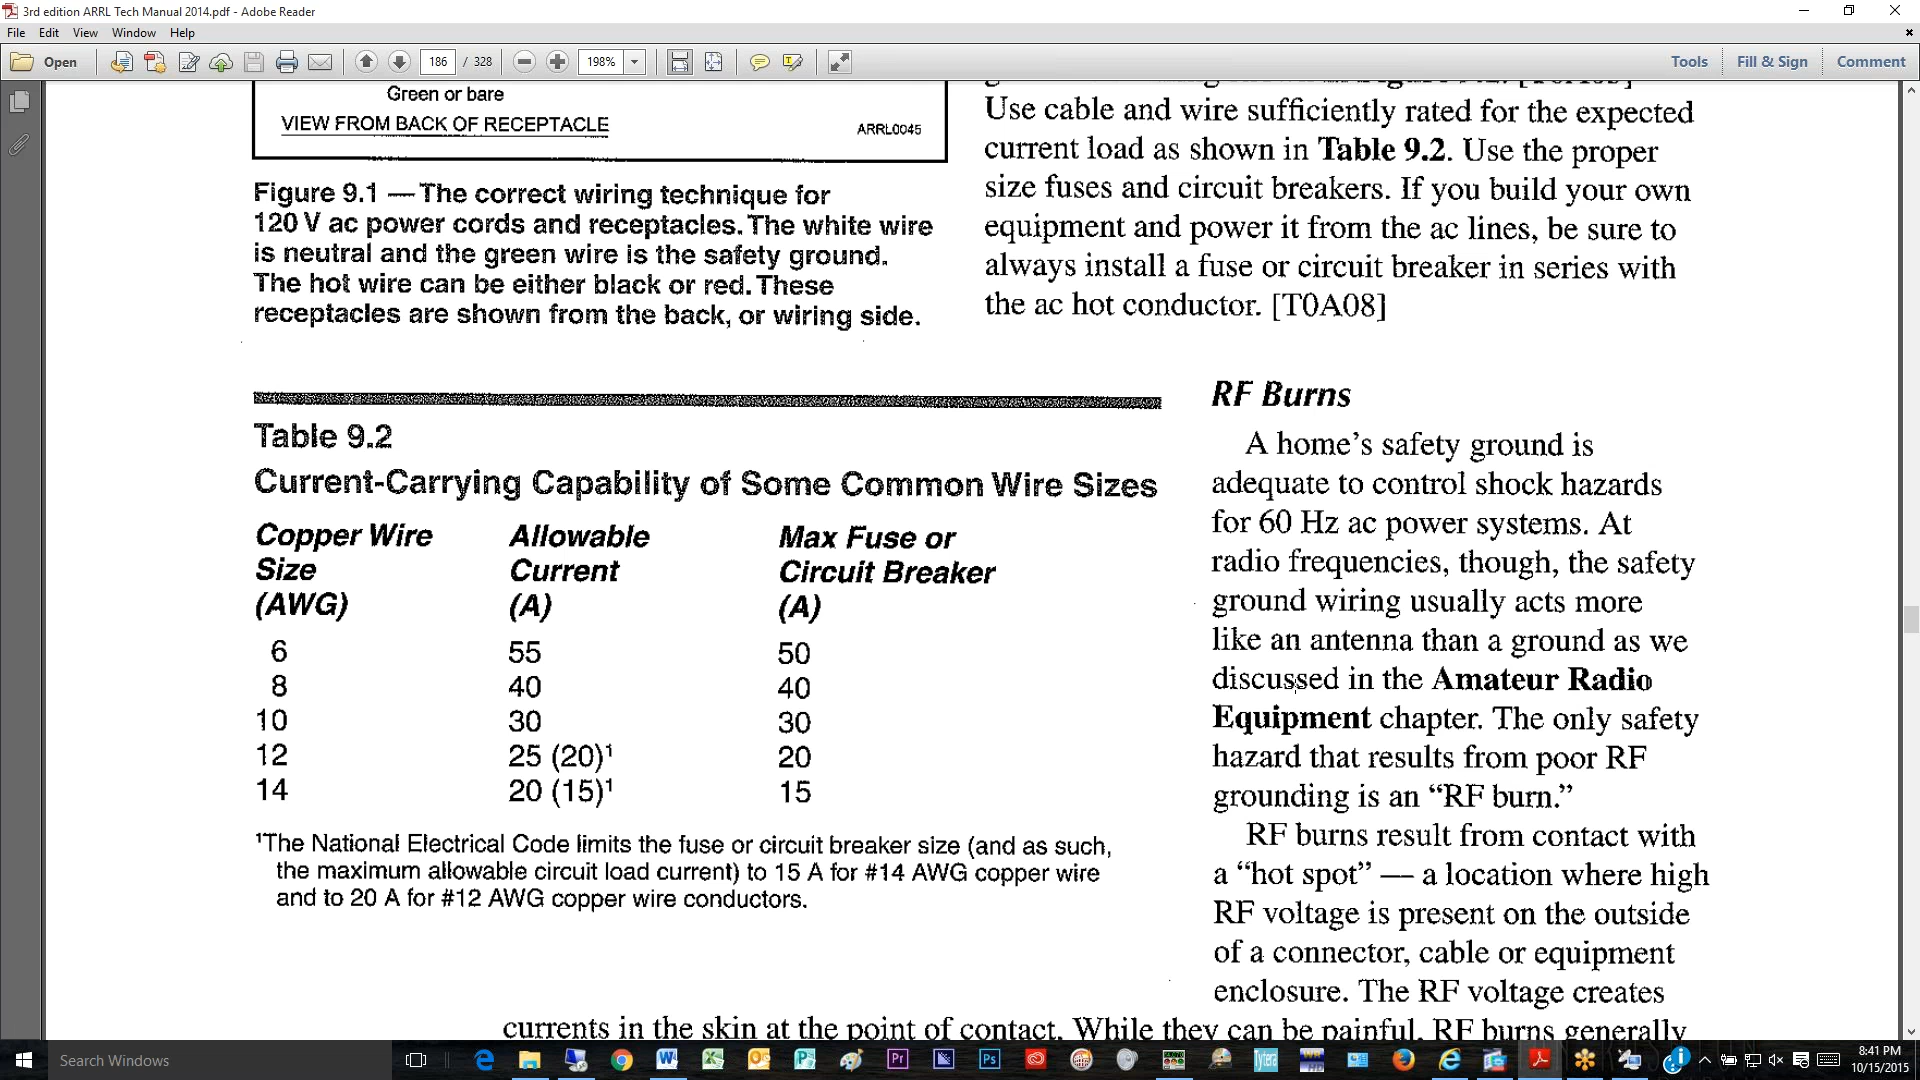 3rd edition ARRL Tech Manual 2014.pdf - Adobe Reader
File Edit View Window Help
Open 186 / 328 198% Tools Fill & Sign Comment
Green or bare
VIEW FROM BACK OF RECEPTACLE
ARRL0045
Figure 9.1 — The correct wiring technique for
120 V ac power cords and receptacles. The white wire
is neutral and the green wire is the safety ground.
The hot wire can be either black or red. These
receptacles are shown from the back, or wiring side.
Use cable and wire sufficiently rated for the expected
current load as shown in Table 9.2. Use the proper
size fuses and circuit breakers. If you build your own
equipment and power it from the ac lines, be sure to
always install a fuse or circuit breaker in series with
the ac hot conductor. [T0A08]
Table 9.2
Current-Carrying Capability of Some Common Wire Sizes
Copper Wire Allowable Max Fuse or
Size Current Circuit Breaker
(AWG) (A) (A)
6 55 50
8 40 40
10 30 30
12 25 (20)¹ 20
14 20 (15)¹ 15
¹The National Electrical Code limits the fuse or circuit breaker size (and as such,
the maximum allowable circuit load current) to 15 A for #14 AWG copper wire
and to 20 A for #12 AWG copper wire conductors.
RF Burns
A home's safety ground is
adequate to control shock hazards
for 60 Hz ac power systems. At
radio frequencies, though, the safety
ground wiring usually acts more
like an antenna than a ground as we
discussed in the Amateur Radio
Equipment chapter. The only safety
hazard that results from poor RF
grounding is an “RF burn.”
RF burns result from contact with
a “hot spot” — a location where high
RF voltage is present on the outside
of a connector, cable or equipment
enclosure. The RF voltage creates
currents in the skin at the point of contact. While they can be painful, RF burns generally
Search Windows
8:41 PM
10/15/2015